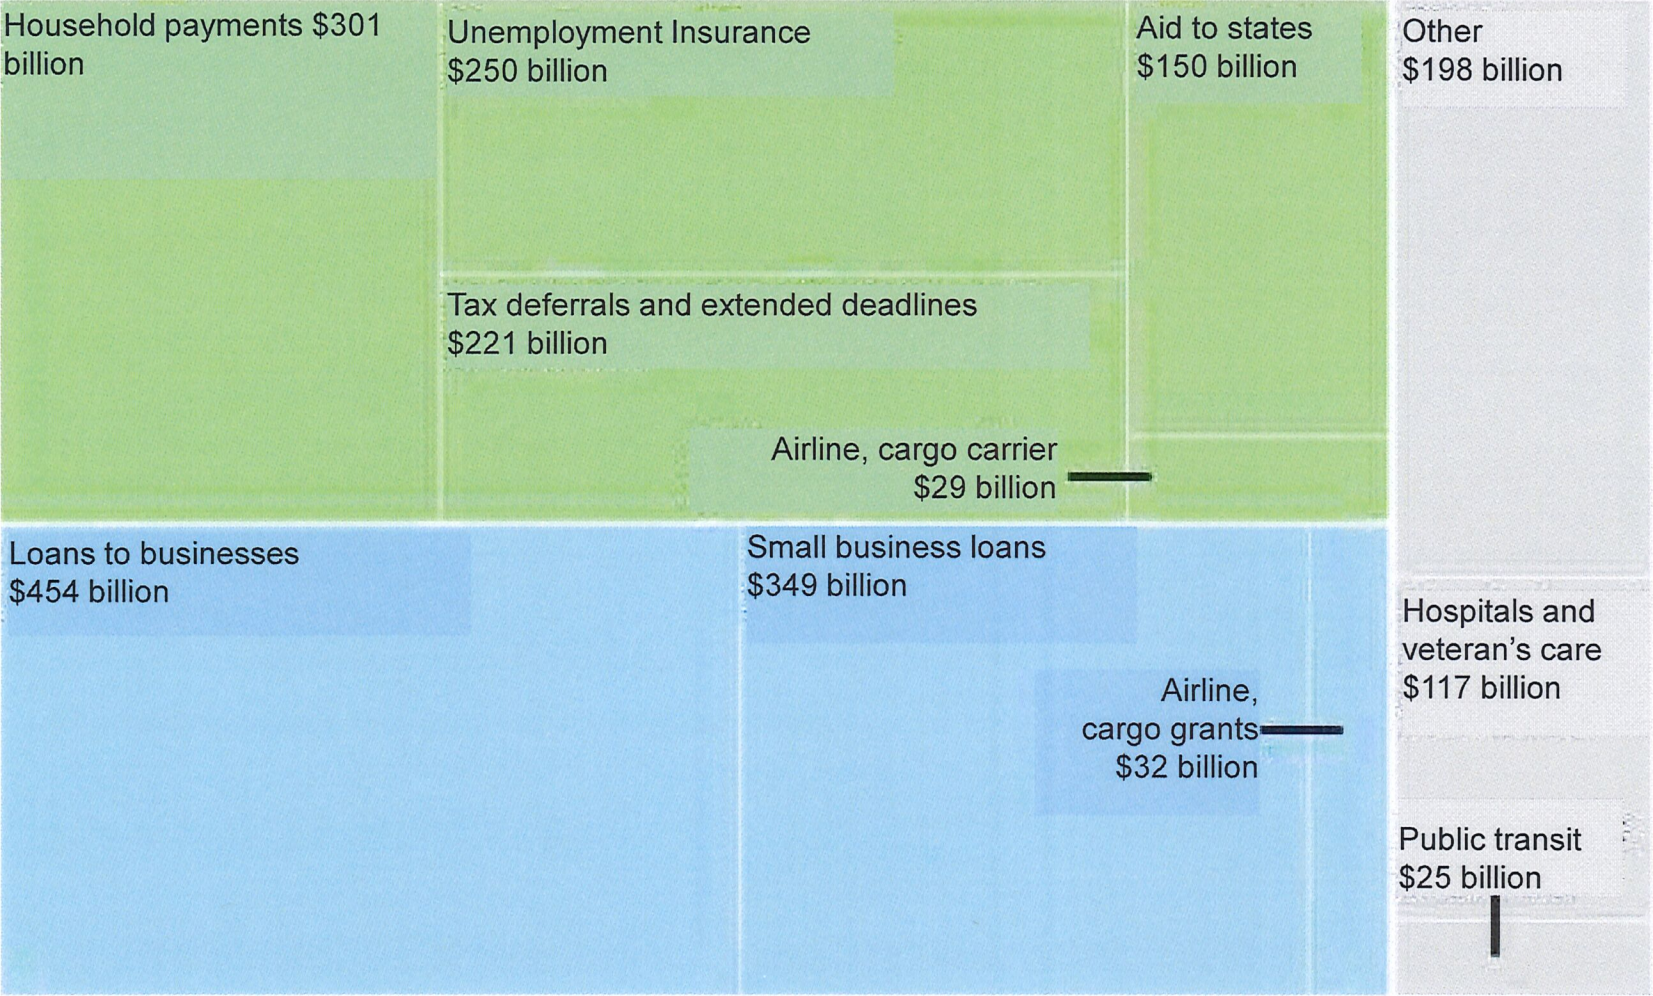 Household payments $301
billion
Unemployment Insurance
$250 billion
Aid to states
$150 billion
Other
$198 billion
Tax deferrals and extended deadlines
$221 billion
Airline, cargo carrier
$29 billion
Loans to businesses
$454 billion
Small business loans
$349 billion
Airline,
cargo grants
$32 billion
Hospitals and
veteran’s care
$117 billion
Public transit
$25 billion